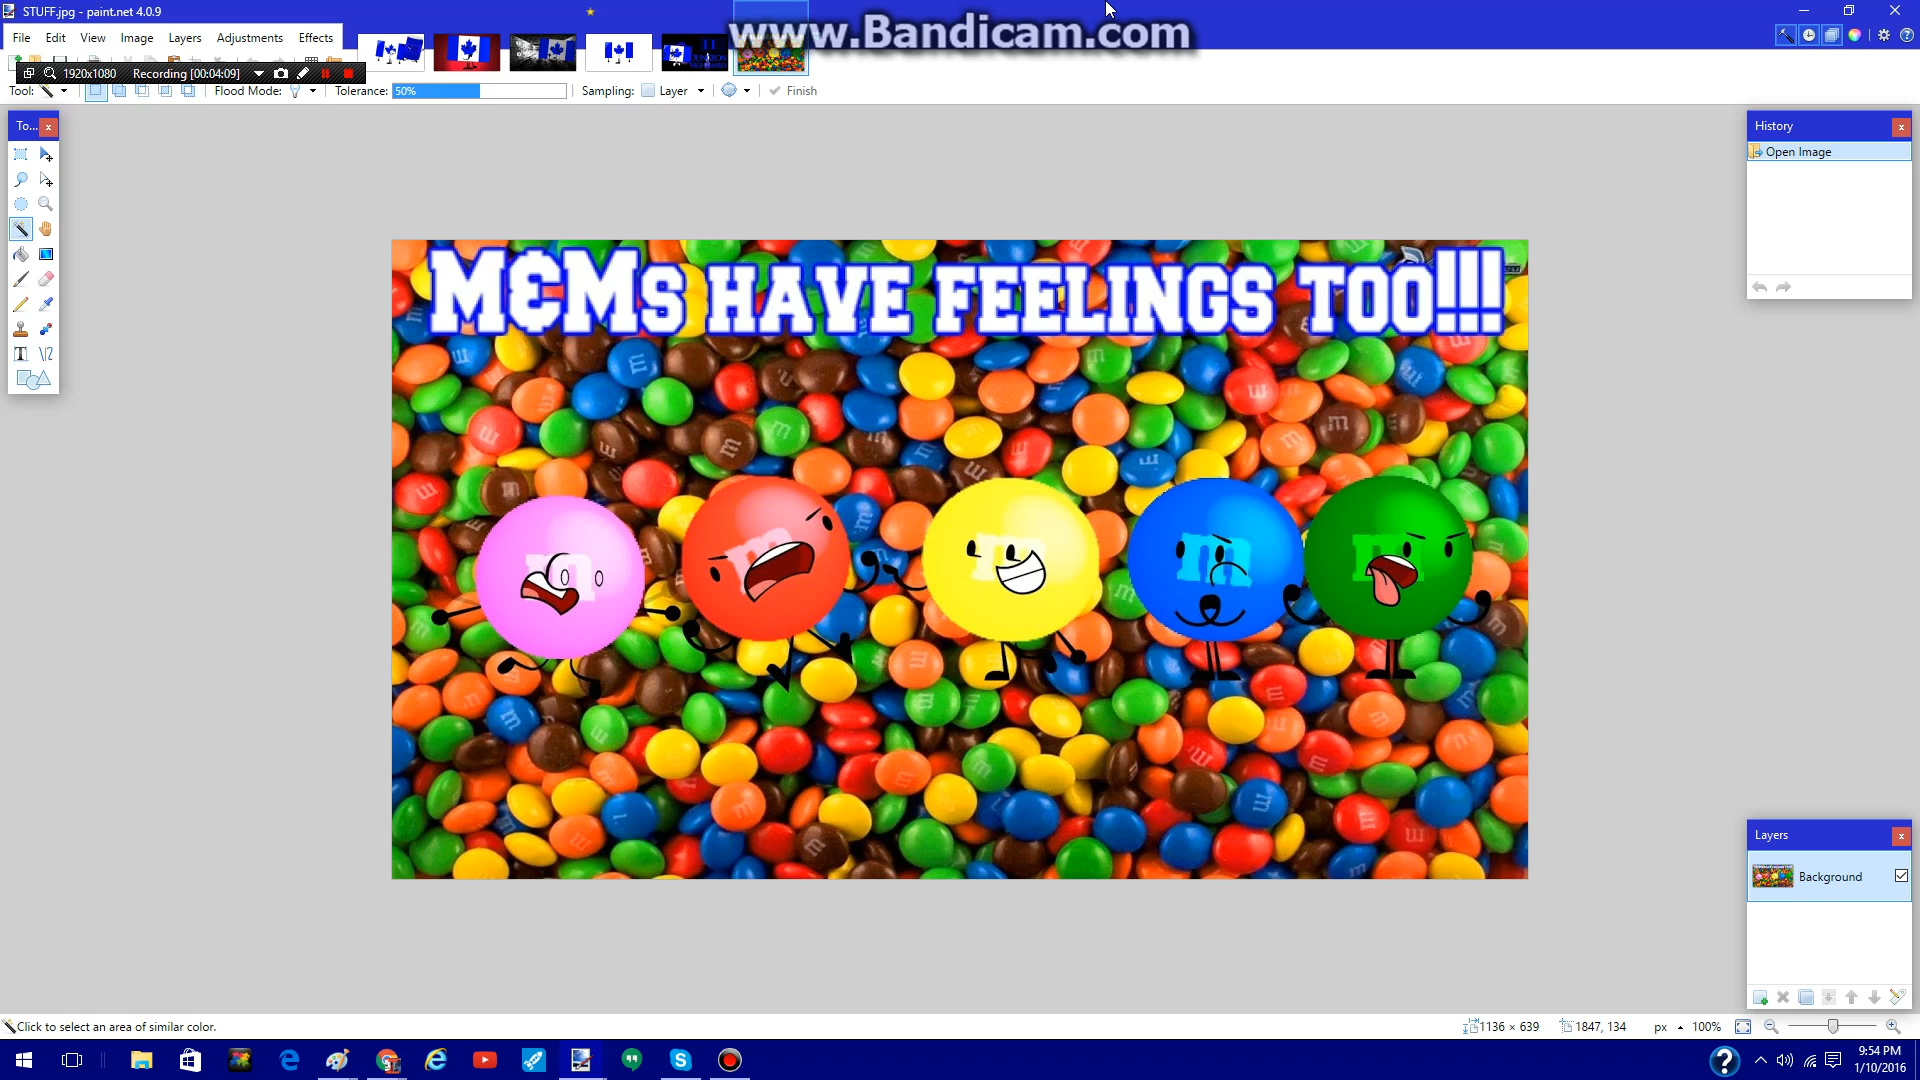 STUFF.jpg - paint.net 4.0.9
www.Bandicam.com
File Edit View Image Layers Adjustments Effects
1920x1080 Recording [00:04:09]
Tool: Flood Mode: Tolerance: 50% Sampling: Layer Finish
To...
History
Open Image
M&Ms HAVE FEELINGS TOO!!!
m m m m m
Layers
Background
Click to select an area of similar color.
1136 × 639 1847, 134 px 100%
9:54 PM
1/10/2016